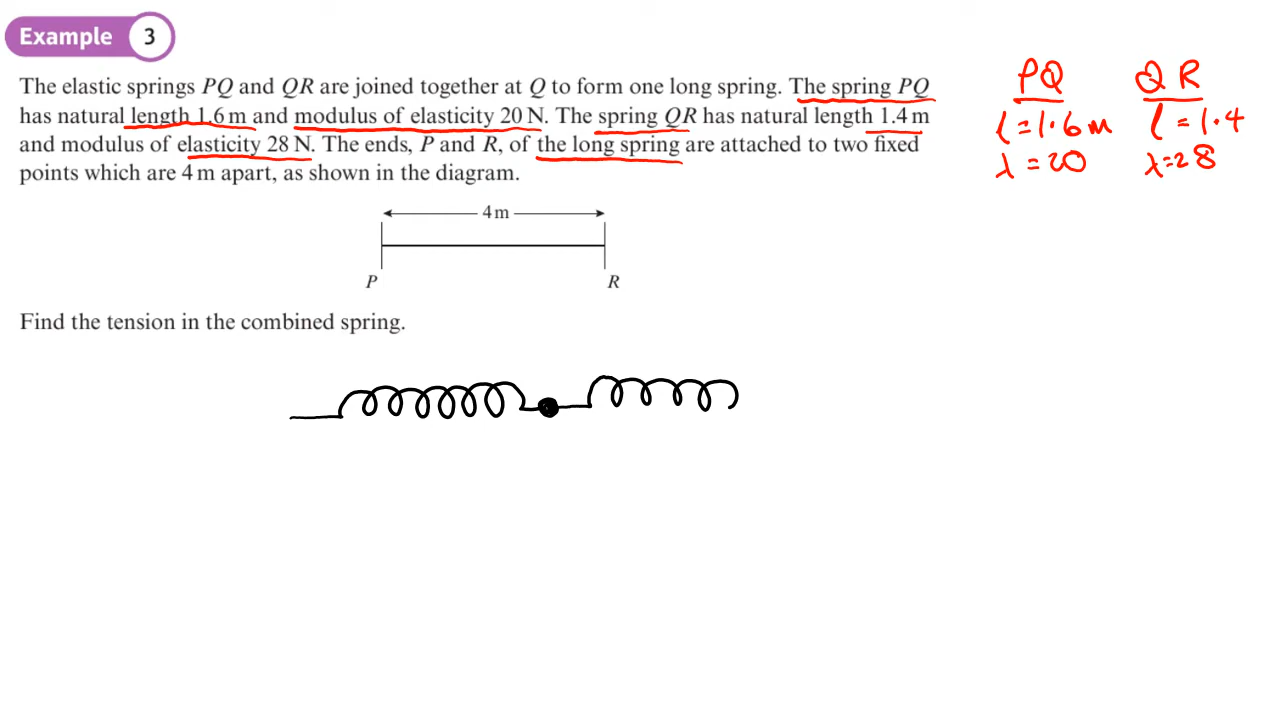 Example 3
The elastic springs PQ and QR are joined together at Q to form one long spring. The spring PQ
has natural length 1.6 m and modulus of elasticity 20 N. The spring QR has natural length 1.4 m
and modulus of elasticity 28 N. The ends, P and R, of the long spring are attached to two fixed
points which are 4 m apart, as shown in the diagram.
4 m
P R
Find the tension in the combined spring.
PQ QR
l = 1.6m l = 1.4
λ = 20 λ=28